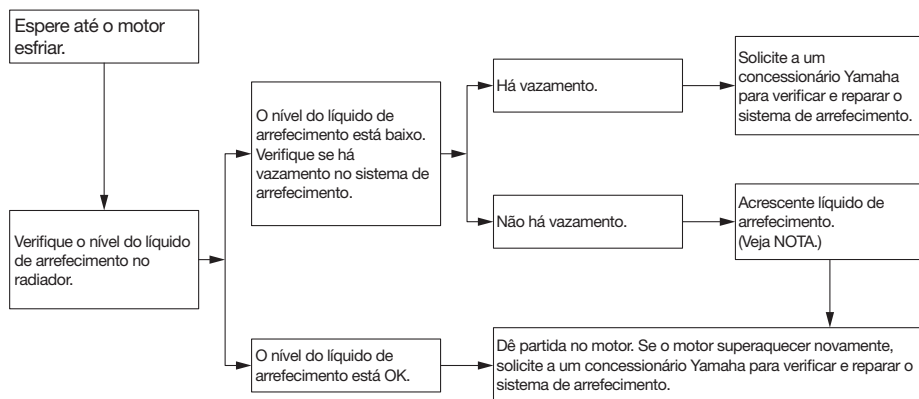 Espere até o motor
esfriar.
Verifique o nível do líquido
de arrefecimento no
radiador.
O nível do líquido de
arrefecimento está baixo.
Verifique se há
vazamento no sistema de
arrefecimento.
Há vazamento.
Solicite a um
concessionário Yamaha
para verificar e reparar o
sistema de arrefecimento.
Não há vazamento.
Acrescente líquido de
arrefecimento.
(Veja NOTA.)
O nível do líquido de
arrefecimento está OK.
Dê partida no motor. Se o motor superaquecer novamente,
solicite a um concessionário Yamaha para verificar e reparar o
sistema de arrefecimento.